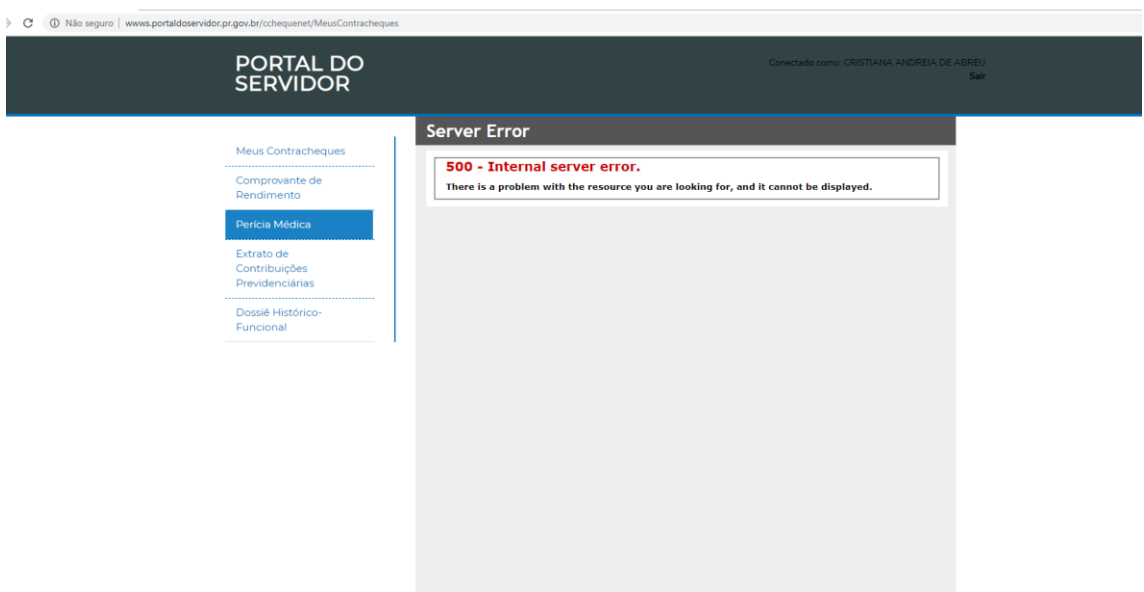 Não seguro | wwws.portaldoservidor.pr.gov.br/cchequenet/MeusContracheques
PORTAL DO
SERVIDOR
Conectado como: CRISTIANA ANDREIA DE ABREU
Sair
Meus Contracheques
Comprovante de
Rendimento
Perícia Médica
Extrato de
Contribuições
Previdenciárias
Dossiê Histórico-
Funcional
Server Error
500 - Internal server error.
There is a problem with the resource you are looking for, and it cannot be displayed.